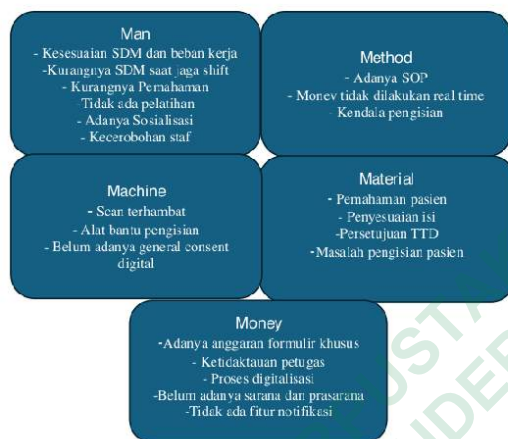 Man
- Kesesuaian SDM dan beban kerja
-Kurangnya SDM saat jaga shift
- Kurangnya Pemahaman
-Tidak ada pelatihan
- Adanya Sosialisasi
- Kecerobohan staf
Method
- Adanya SOP
- Monev tidak dilakukan real time
- Kendala pengisian
Machine
- Scan terhambat
- Alat bantu pengisian
- Belum adanya general consent
digital
Material
- Pemahaman pasien
- Penyesuaian isi
-Persetujuan TTD
-Masalah pengisian pasien
Money
-Adanya anggaran formulir khusus
- Ketidaktauan petugas
- Proses digitalisasi
-Belum adanya sarana dan prasarana
-Tidak ada fitur notifikasi